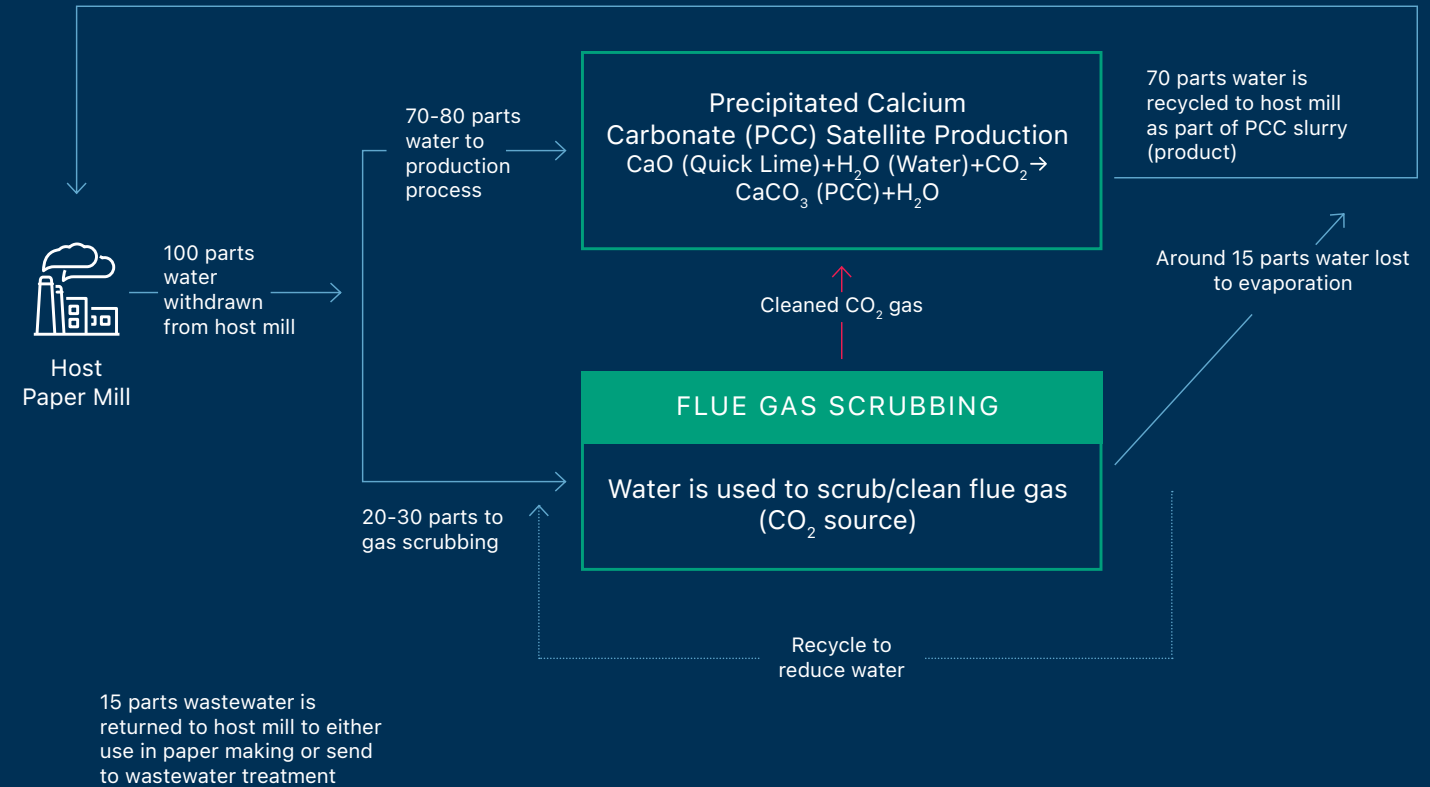 Host
Paper Mill
100 parts
water
withdrawn
from host mill
70-80 parts
water to
production
process
Precipitated Calcium
Carbonate (PCC) Satellite Production
CaO (Quick Lime)+H₂O (Water)+CO₂→
CaCO₃ (PCC)+H₂O
70 parts water is
recycled to host mill
as part of PCC slurry
(product)
Around 15 parts water lost
to evaporation
Cleaned CO₂ gas
FLUE GAS SCRUBBING
Water is used to scrub/clean flue gas
(CO₂ source)
20-30 parts to
gas scrubbing
Recycle to
reduce water
15 parts wastewater is
returned to host mill to either
use in paper making or send
to wastewater treatment